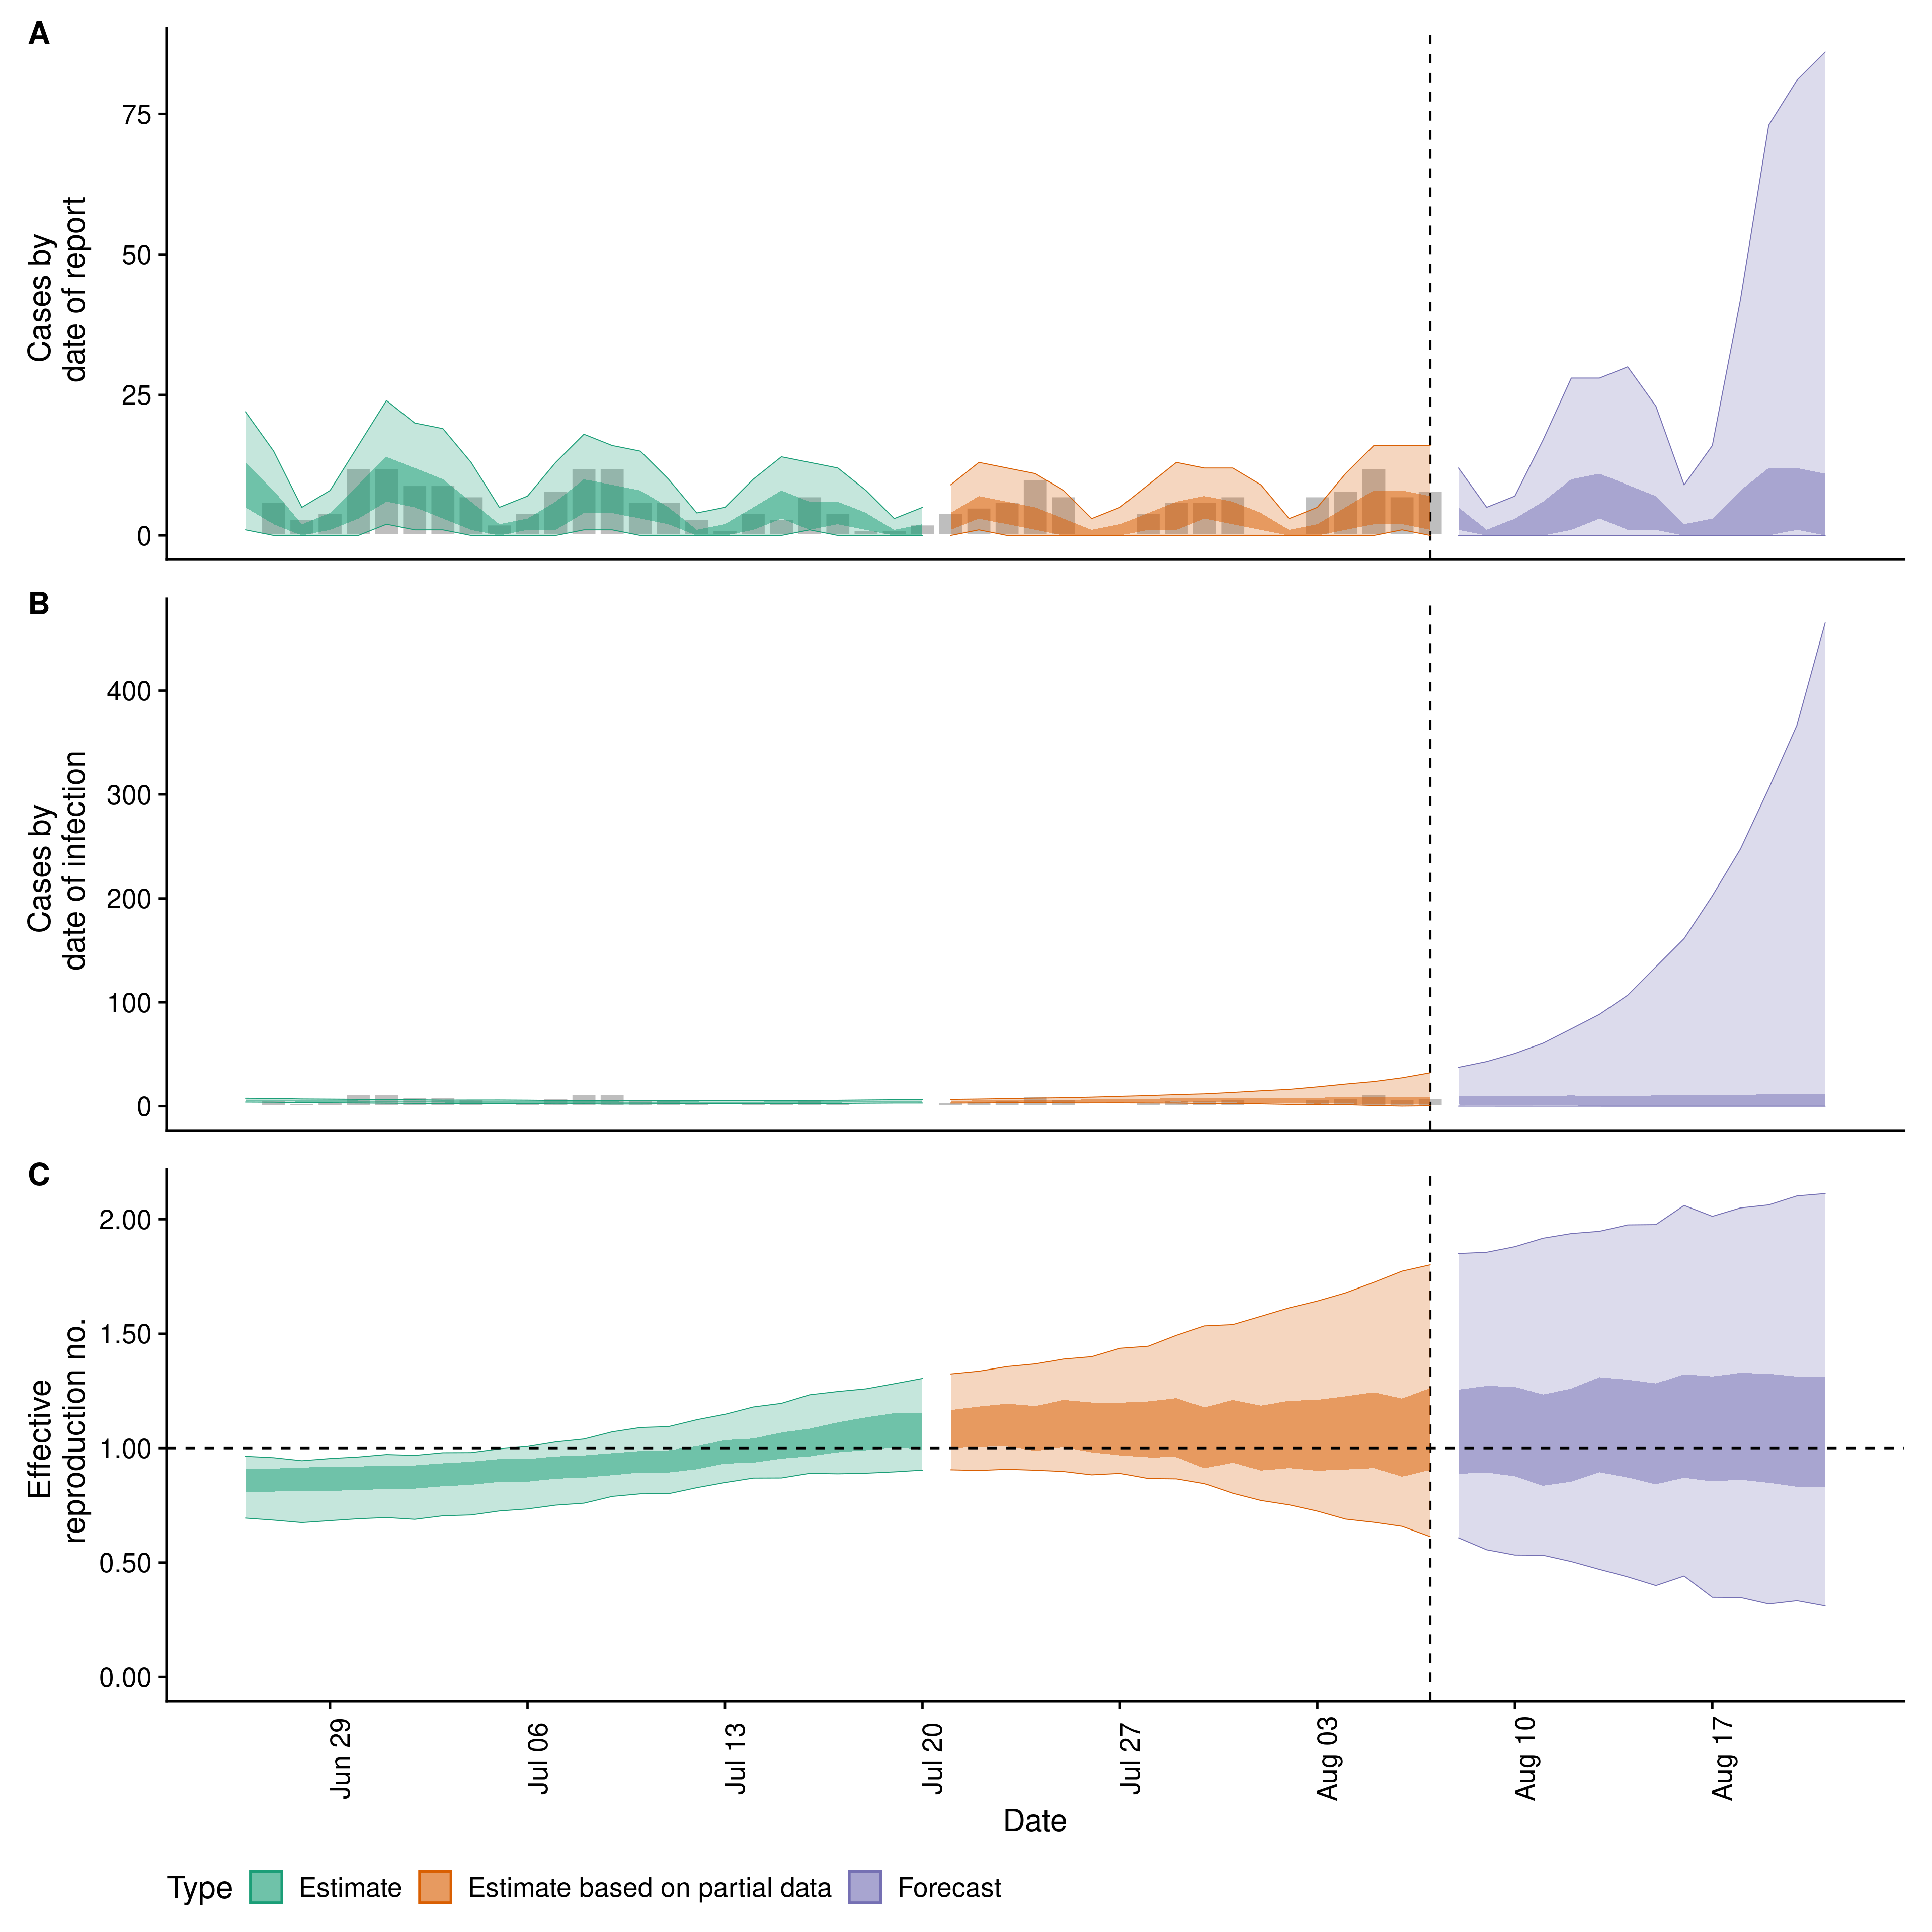 A
Cases by
date of report
75
50
25
0
B
Cases by
date of infection
400
300
200
100
0
C
Effective
reproduction no.
2.00
1.50
1.00
0.50
0.00
Jun 29
Jul 06
Jul 13
Jul 20
Jul 27
Aug 03
Aug 10
Aug 17
Date
Type Estimate Estimate based on partial data Forecast